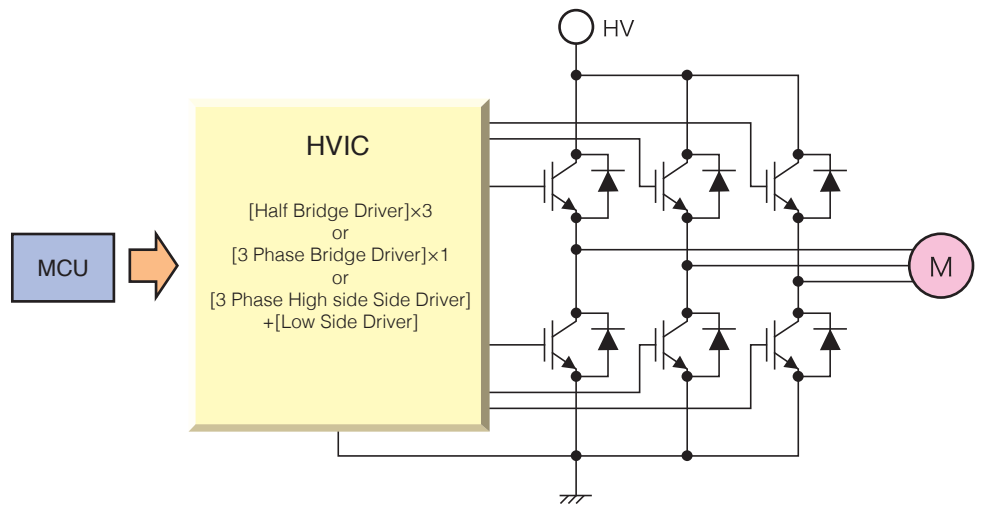 HV
HVIC
[Half Bridge Driver]×3
or
[3 Phase Bridge Driver]×1
or
[3 Phase High side Side Driver]
+[Low Side Driver]
MCU
M